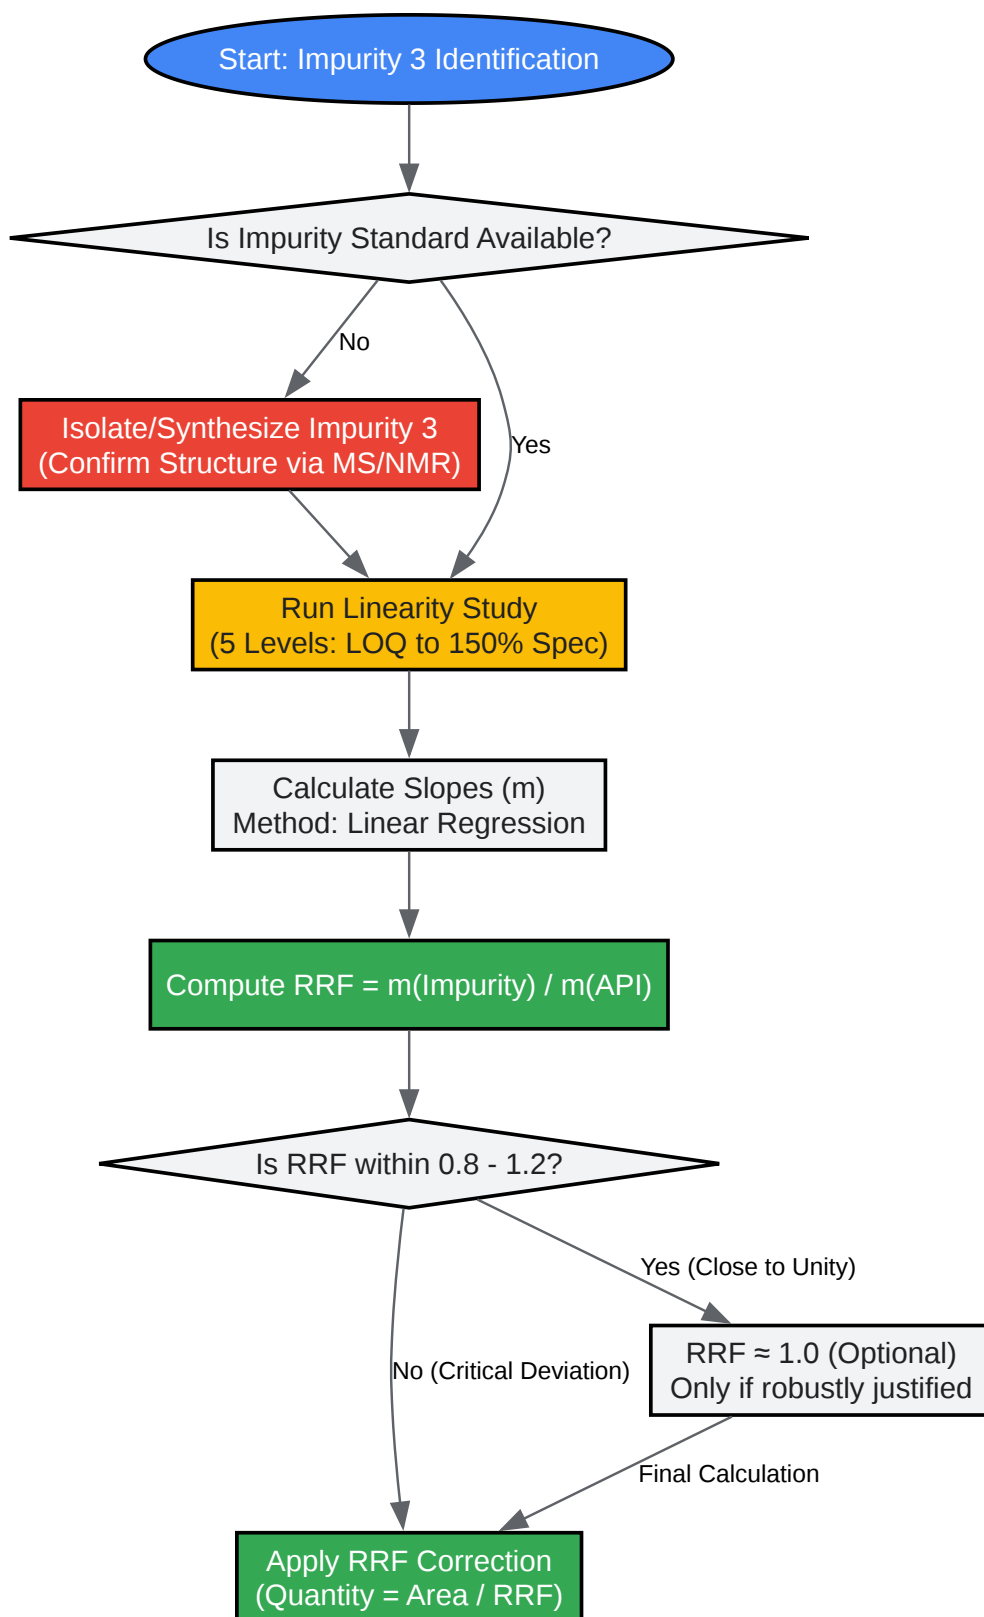 Start: Impurity 3 Identification
Is Impurity Standard Available?
No
Yes
Isolate/Synthesize Impurity 3
(Confirm Structure via MS/NMR)
Run Linearity Study
(5 Levels: LOQ to 150% Spec)
Calculate Slopes (m)
Method: Linear Regression
Compute RRF = m(Impurity) / m(API)
Is RRF within 0.8 - 1.2?
Yes (Close to Unity)
No (Critical Deviation)
RRF ≈ 1.0 (Optional)
Only if robustly justified
Final Calculation
Apply RRF Correction
(Quantity = Area / RRF)